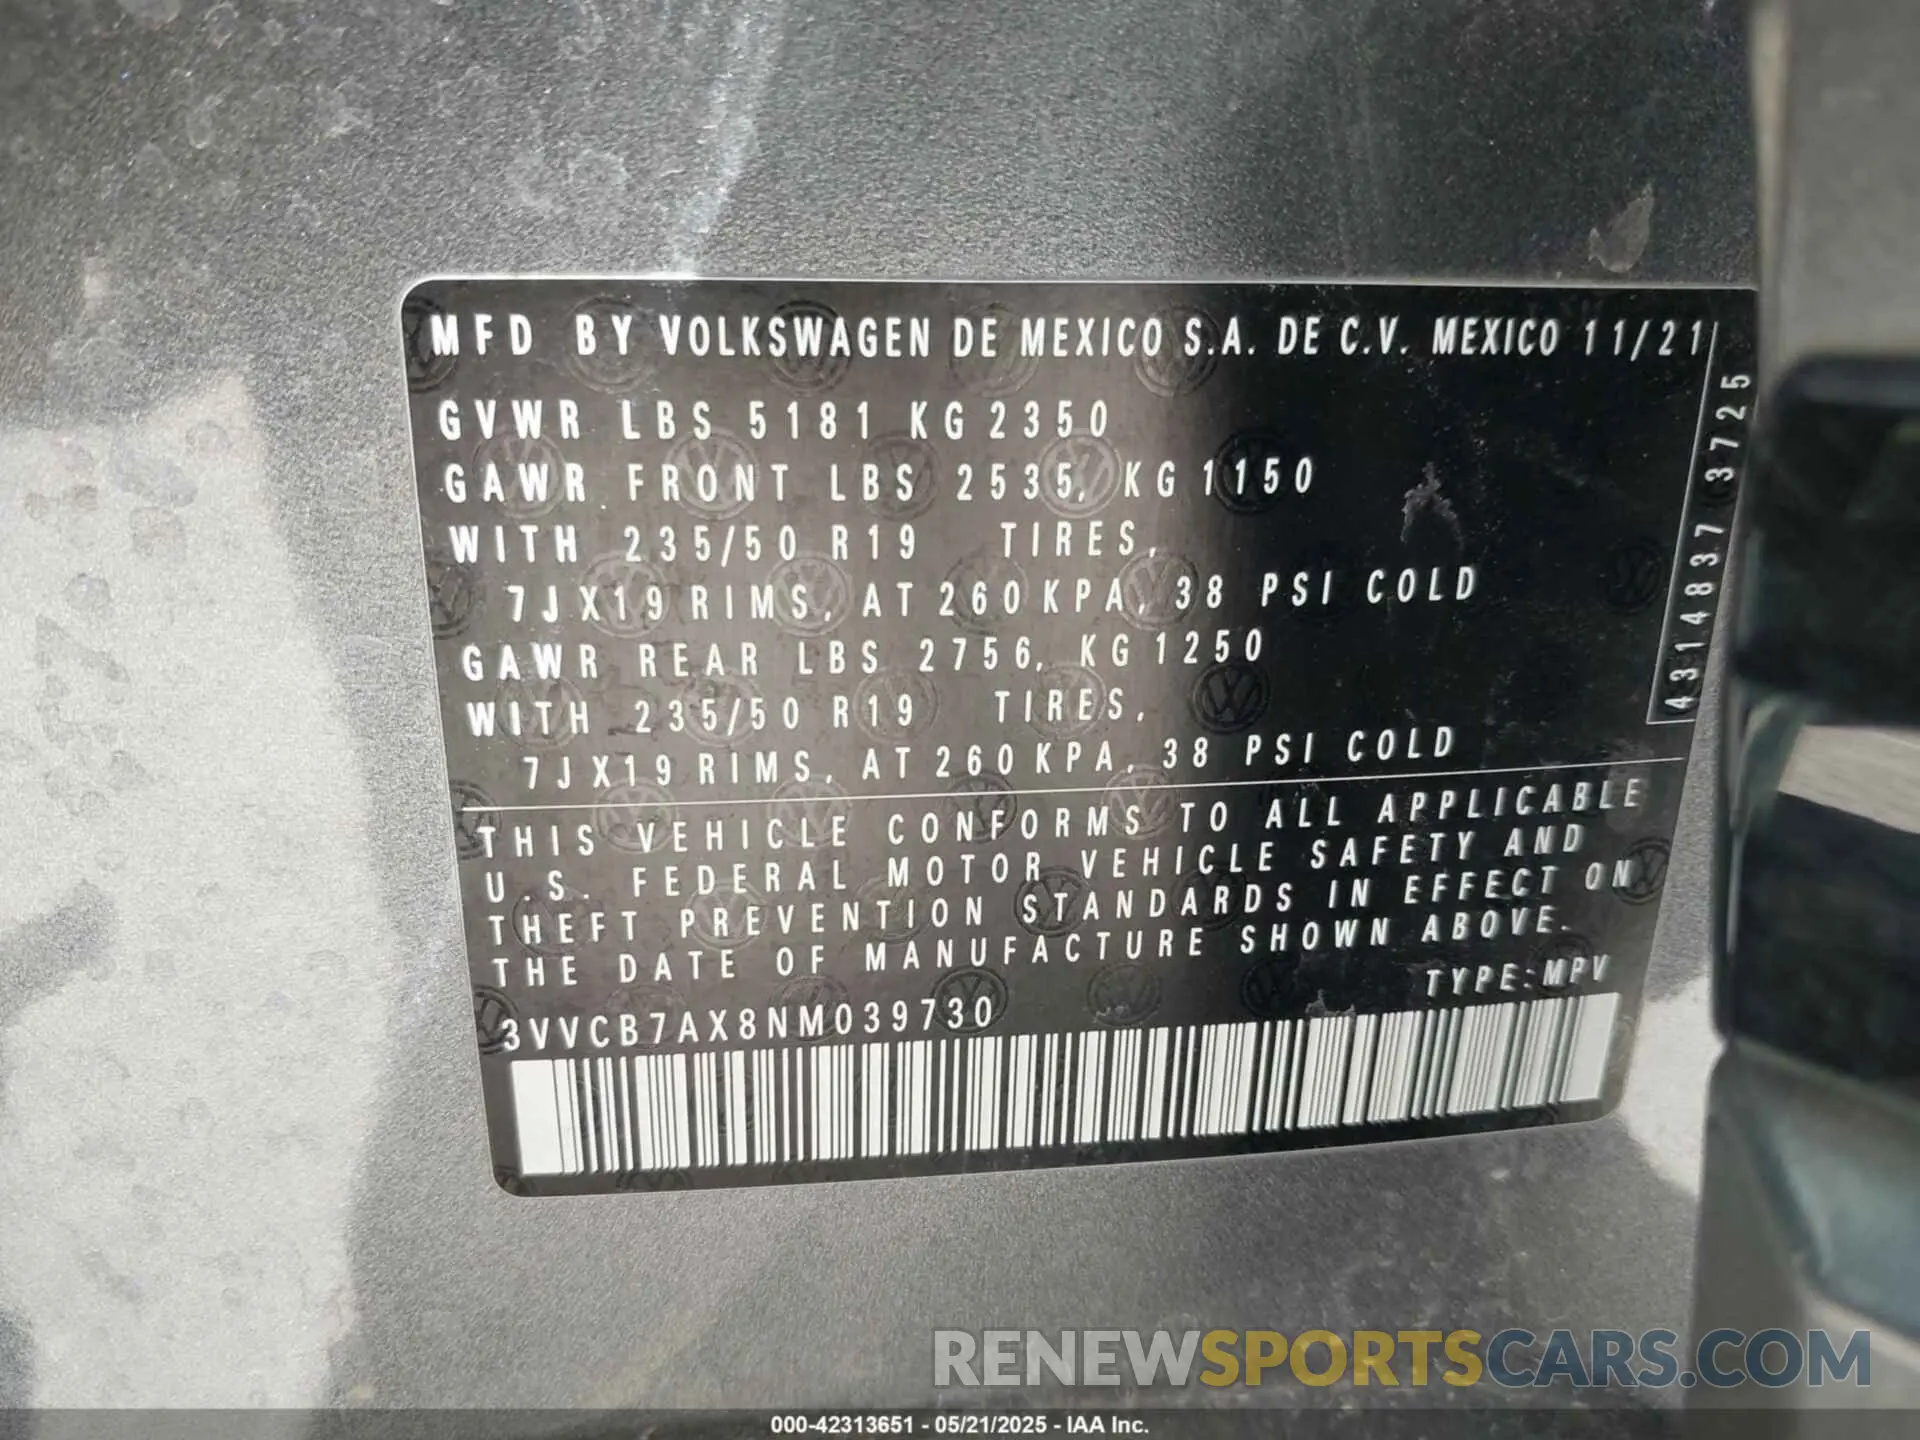 MFD BY VOLKSWAGEN DE MEXICO S.A. DE C.V. MEXICO 11/21
GVWR LBS 5181 KG 2350
GAWR FRONT LBS 2535, KG 1150
WITH 235/50 R19 TIRES,
7JX19 RIMS, AT 260 KPA, 38 PSI COLD
GAWR REAR LBS 2756, KG 1250
WITH 235/50 R19 TIRES,
7JX19 RIMS, AT 260 KPA, 38 PSI COLD
4314837 3725
THIS VEHICLE CONFORMS TO ALL APPLICABLE
U.S. FEDERAL MOTOR VEHICLE SAFETY AND
THEFT PREVENTION STANDARDS IN EFFECT ON
THE DATE OF MANUFACTURE SHOWN ABOVE.
TYPE:MPV
3VVCB7AX8NM039730
RENEWSPORTSCARS.COM
000-42313651 - 05/21/2025 - IAA Inc.